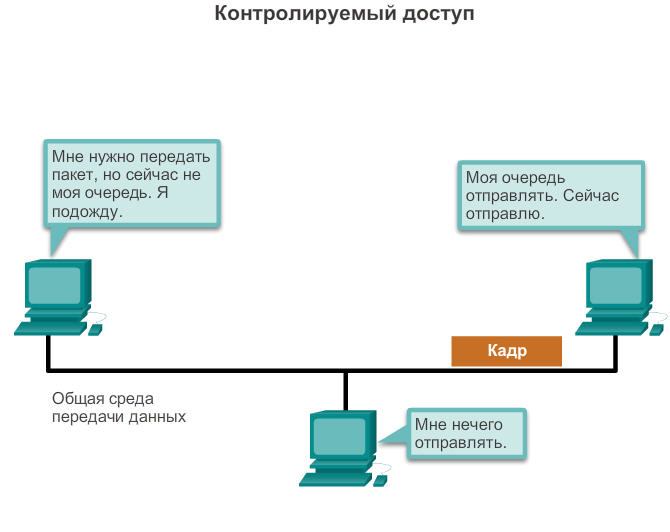 Контролируемый доступ
Мне нужно передать
пакет, но сейчас не
моя очередь. Я
подожду.
Моя очередь
отправлять. Сейчас
отправлю.
Кадр
Общая среда
передачи данных
Мне нечего
отправлять.